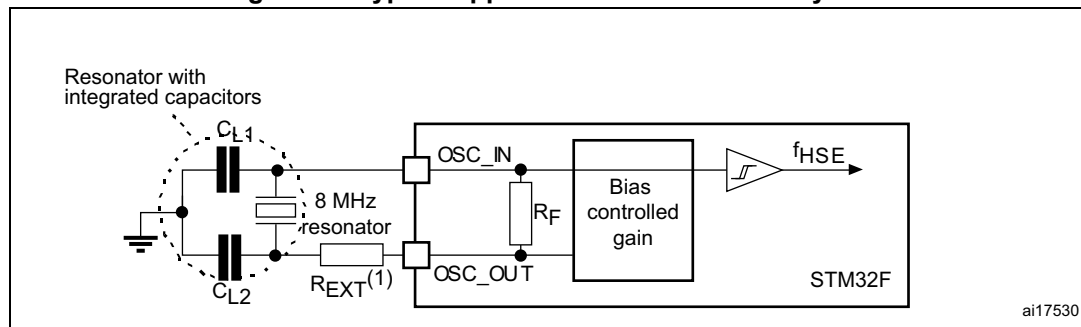 Resonator with
integrated capacitors
CL1
OSC_IN
fHSE
8 MHz
resonator
RF
Bias
controlled
gain
REXT(1)
OSC_OUT
STM32F
CL2
ai17530